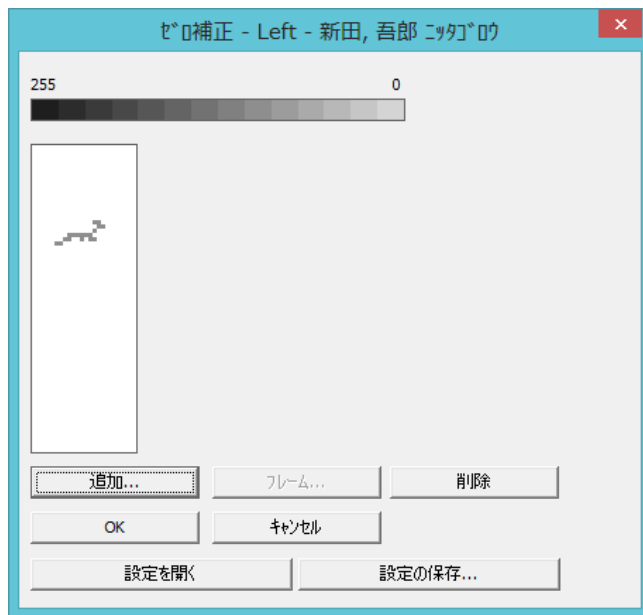 ｾﾞﾛ補正 - Left - 新田, 吾郎 ﾆｯﾀｺﾞﾛｳ
255 0
追加... ﾌﾚｰﾑ... 削除
OK ｷｬﾝｾﾙ
設定を開く 設定の保存...